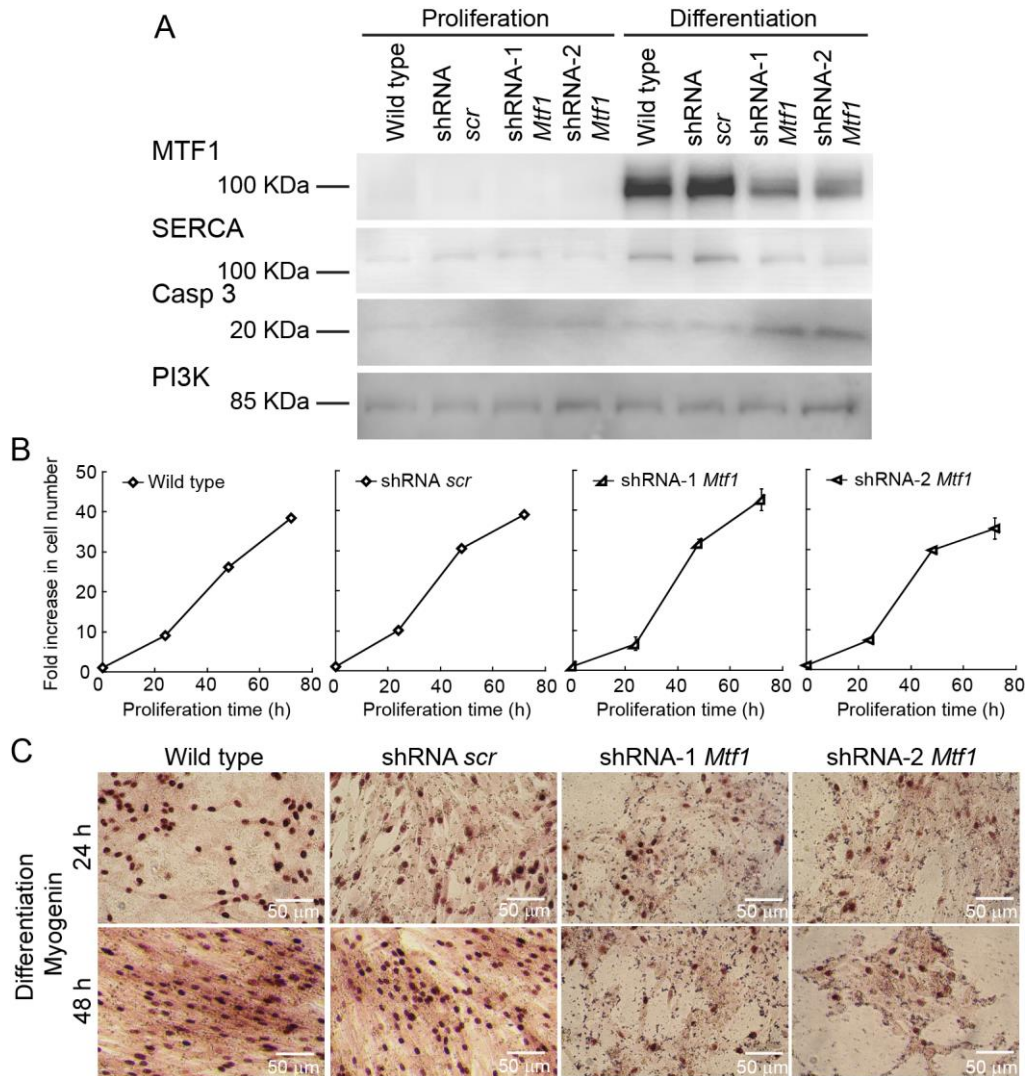 A
Proliferation Differentiation
Wild type
shRNA scr
shRNA-1 Mtf1
shRNA-2 Mtf1
Wild type
shRNA scr
shRNA-1 Mtf1
shRNA-2 Mtf1
MTF1
100 KDa
SERCA
100 KDa
Casp 3
20 KDa
PI3K
85 KDa
B
Fold increase in cell number
50
40
30
20
10
0
Wild type
shRNA scr
shRNA-1 Mtf1
shRNA-2 Mtf1
0 20 40 60 80
0 20 40 60 80
0 20 40 60 80
0 20 40 60 80
Proliferation time (h)
Proliferation time (h)
Proliferation time (h)
Proliferation time (h)
C
Wild type shRNA scr shRNA-1 Mtf1 shRNA-2 Mtf1
Differentiation
Myogenin
24 h
50 µm 50 µm 50 µm 50 µm
48 h
50 µm 50 µm 50 µm 50 µm